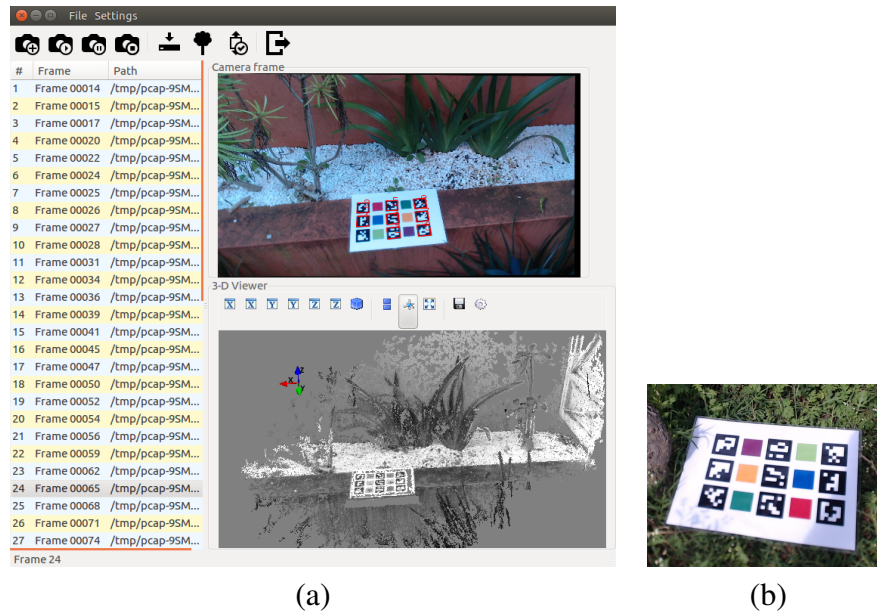 File Settings
# Frame Path
Camera frame
1 Frame 00014 /tmp/pcap-9SM...
2 Frame 00015 /tmp/pcap-9SM...
3 Frame 00017 /tmp/pcap-9SM...
4 Frame 00020 /tmp/pcap-9SM...
5 Frame 00022 /tmp/pcap-9SM...
6 Frame 00024 /tmp/pcap-9SM...
7 Frame 00025 /tmp/pcap-9SM...
8 Frame 00026 /tmp/pcap-9SM...
9 Frame 00027 /tmp/pcap-9SM...
10 Frame 00028 /tmp/pcap-9SM...
11 Frame 00031 /tmp/pcap-9SM...
12 Frame 00034 /tmp/pcap-9SM...
13 Frame 00036 /tmp/pcap-9SM...
14 Frame 00039 /tmp/pcap-9SM...
15 Frame 00041 /tmp/pcap-9SM...
16 Frame 00045 /tmp/pcap-9SM...
17 Frame 00047 /tmp/pcap-9SM...
18 Frame 00050 /tmp/pcap-9SM...
19 Frame 00052 /tmp/pcap-9SM...
20 Frame 00054 /tmp/pcap-9SM...
21 Frame 00056 /tmp/pcap-9SM...
22 Frame 00059 /tmp/pcap-9SM...
23 Frame 00062 /tmp/pcap-9SM...
24 Frame 00065 /tmp/pcap-9SM...
25 Frame 00068 /tmp/pcap-9SM...
26 Frame 00071 /tmp/pcap-9SM...
27 Frame 00074 /tmp/pcap-9SM...
3-D Viewer
X X Y Y Z Z
Z
X
Y
Frame 24
(a)
(b)